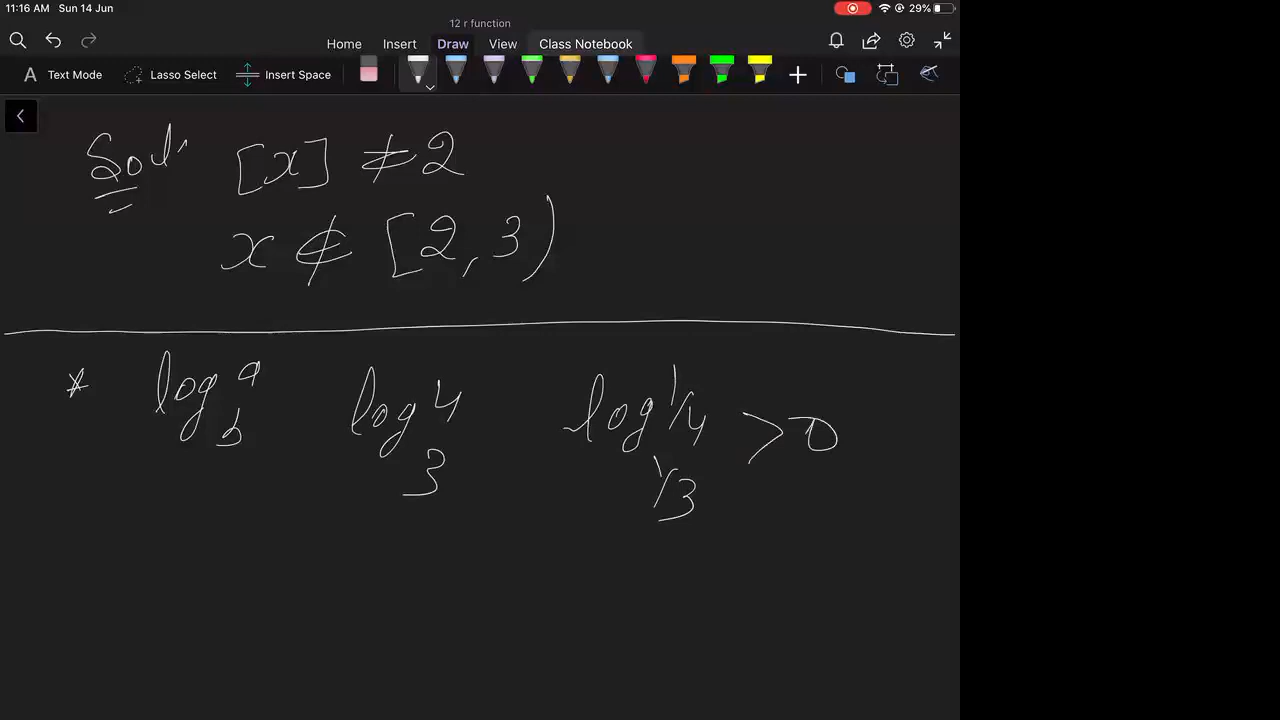 11:16 AM Sun 14 Jun 29%
12 r function
Home Insert Draw View Class Notebook
A Text Mode Lasso Select Insert Space
Sol. [x] ≠ 2
x ∉ [2, 3)
* log_b a log_3 4 log_{1/3} 1/4 > 0